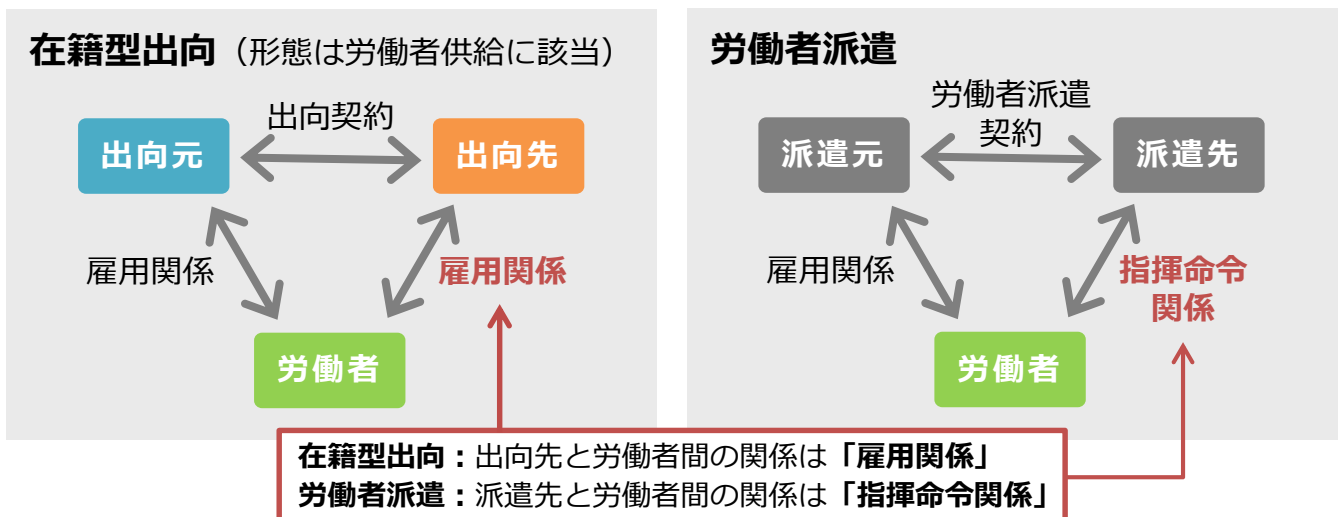 在籍型出向（形態は労働者供給に該当）
出向契約
出向元
出向先
雇用関係
雇用関係
労働者
労働者派遣
労働者派遣
契約
派遣元
派遣先
雇用関係
指揮命令
関係
労働者
在籍型出向：出向先と労働者間の関係は「雇用関係」
労働者派遣：派遣先と労働者間の関係は「指揮命令関係」